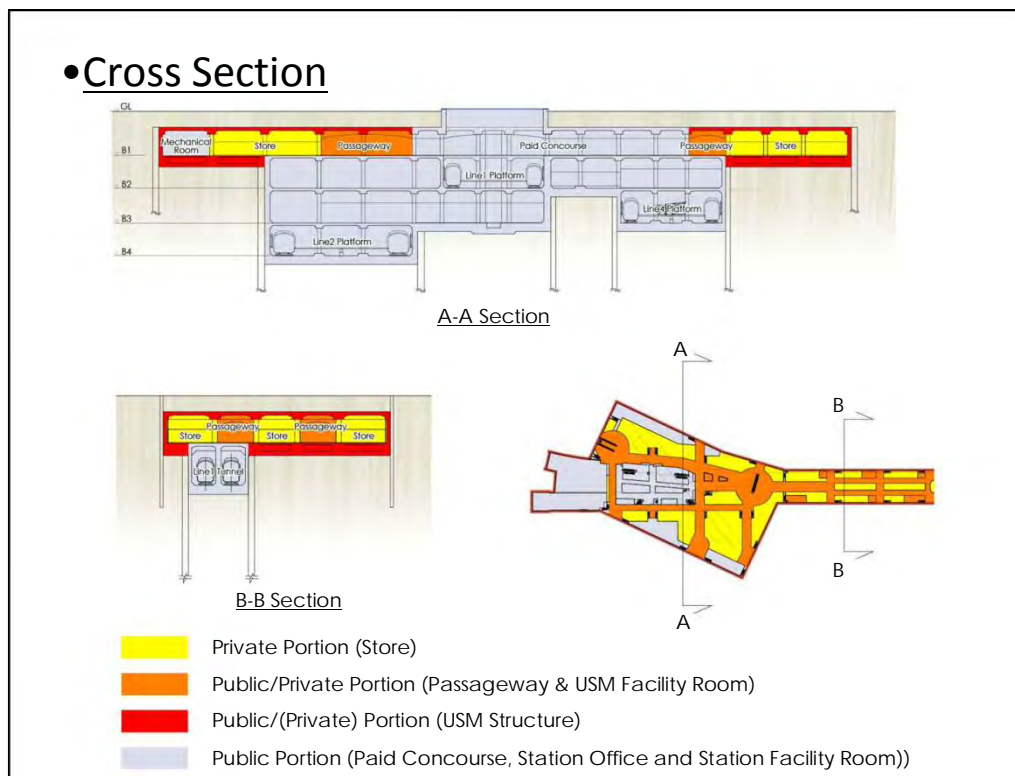 •Cross Section
GL
Mechanical
Room
Store
Passageway
Paid Concourse
Passageway
Store
B1
Line1 Platform
B2
Line4 Platform
B3
Line2 Platform
B4
A-A Section
A
B
Passageway
Passageway
Store
Store
Store
Line1 Tunnel
B
B-B Section
A
Private Portion (Store)
Public/Private Portion (Passageway & USM Facility Room)
Public/(Private) Portion (USM Structure)
Public Portion (Paid Concourse, Station Office and Station Facility Room))